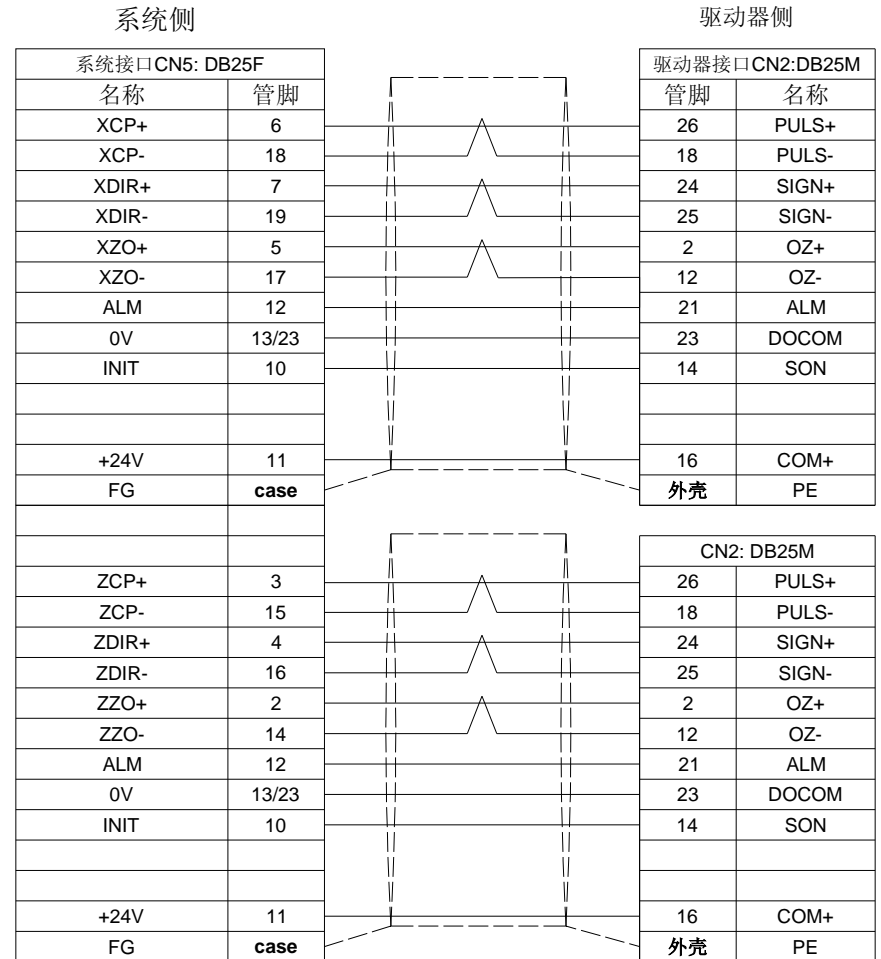 系统侧 驱动器侧
系统接口CN5: DB25F 驱动器接口CN2:DB25M
名称 管脚 管脚 名称
XCP+ 6 26 PULS+
XCP- 18 18 PULS-
XDIR+ 7 24 SIGN+
XDIR- 19 25 SIGN-
XZO+ 5 2 OZ+
XZO- 17 12 OZ-
ALM 12 21 ALM
0V 13/23 23 DOCOM
INIT 10 14 SON
+24V 11 16 COM+
FG case 外壳 PE
CN2: DB25M
ZCP+ 3 26 PULS+
ZCP- 15 18 PULS-
ZDIR+ 4 24 SIGN+
ZDIR- 16 25 SIGN-
ZZO+ 2 2 OZ+
ZZO- 14 12 OZ-
ALM 12 21 ALM
0V 13/23 23 DOCOM
INIT 10 14 SON
+24V 11 16 COM+
FG case 外壳 PE